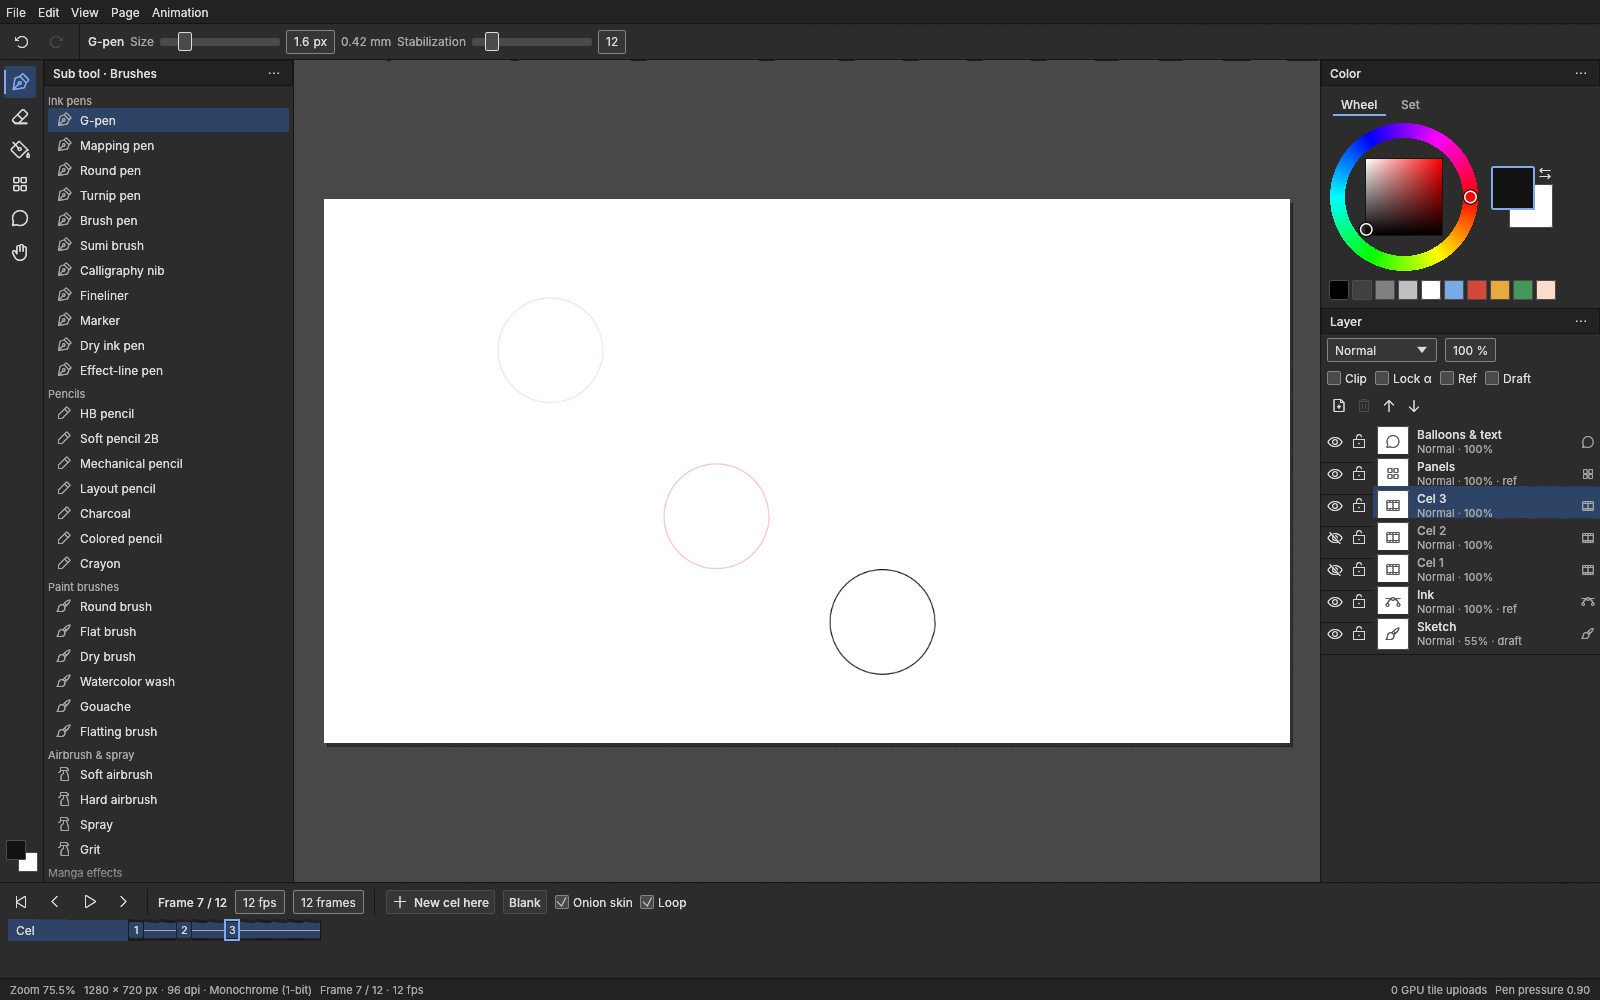 File Edit View Page Animation
G-pen Size 1.6 px 0.42 mm Stabilization 12
Sub tool · Brushes
Ink pens
G-pen
Mapping pen
Round pen
Turnip pen
Brush pen
Sumi brush
Calligraphy nib
Fineliner
Marker
Dry ink pen
Effect-line pen
Pencils
HB pencil
Soft pencil 2B
Mechanical pencil
Layout pencil
Charcoal
Colored pencil
Crayon
Paint brushes
Round brush
Flat brush
Dry brush
Watercolor wash
Gouache
Flatting brush
Airbrush & spray
Soft airbrush
Hard airbrush
Spray
Grit
Manga effects
Color
Wheel Set
Layer
Normal 100 %
Clip Lock α Ref Draft
Balloons & text
Normal · 100%
Panels
Normal · 100% · ref
Cel 3
Normal · 100%
Cel 2
Normal · 100%
Cel 1
Normal · 100%
Ink
Normal · 100% · ref
Sketch
Normal · 55% · draft
Frame 7 / 12 12 fps 12 frames New cel here Blank Onion skin Loop
Cel 1 2 3
Zoom 75.5% 1280 × 720 px · 96 dpi · Monochrome (1-bit) Frame 7 / 12 · 12 fps 0 GPU tile uploads Pen pressure 0.90